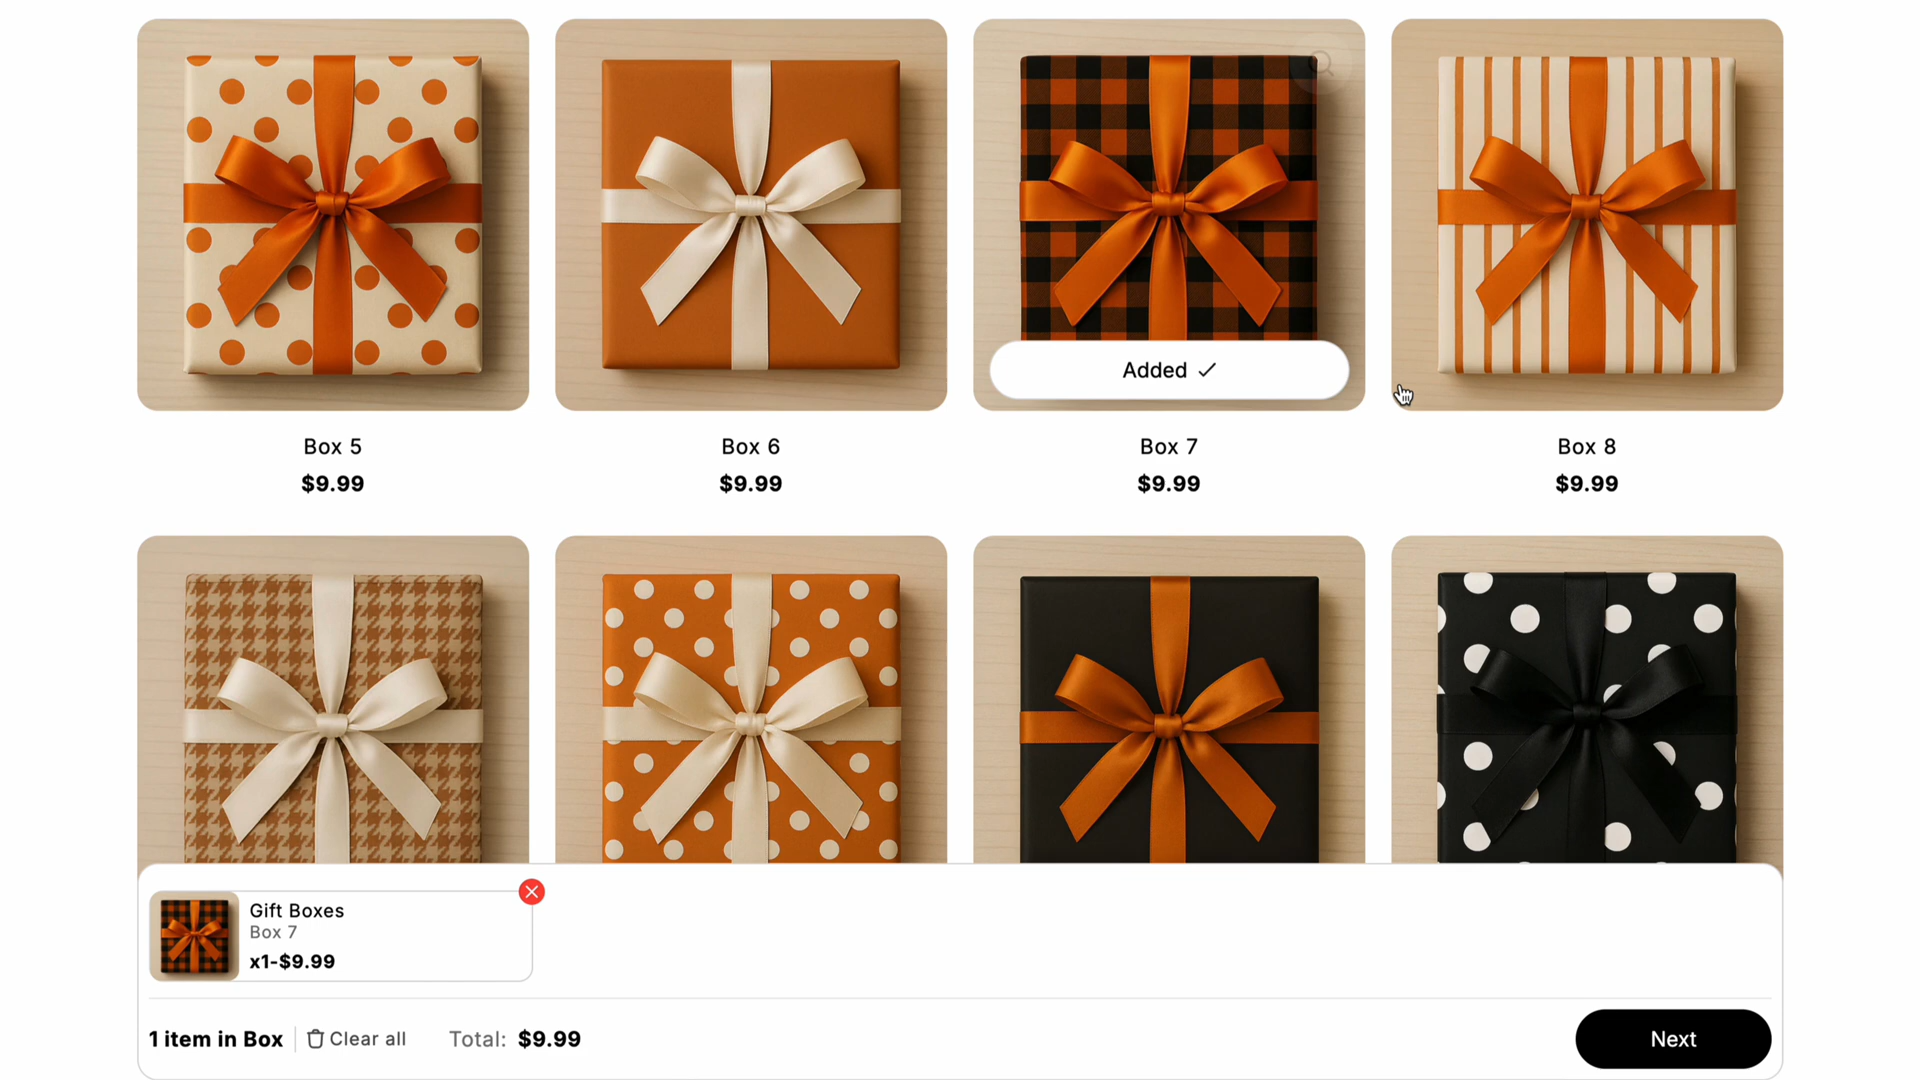 Added
Box 5
Box 6
Box 7
Box 8
$9.99
$9.99
$9.99
$9.99
Gift Boxes
Box 7
x1-$9.99
1 item in Box
Clear all
Total: $9.99
Next